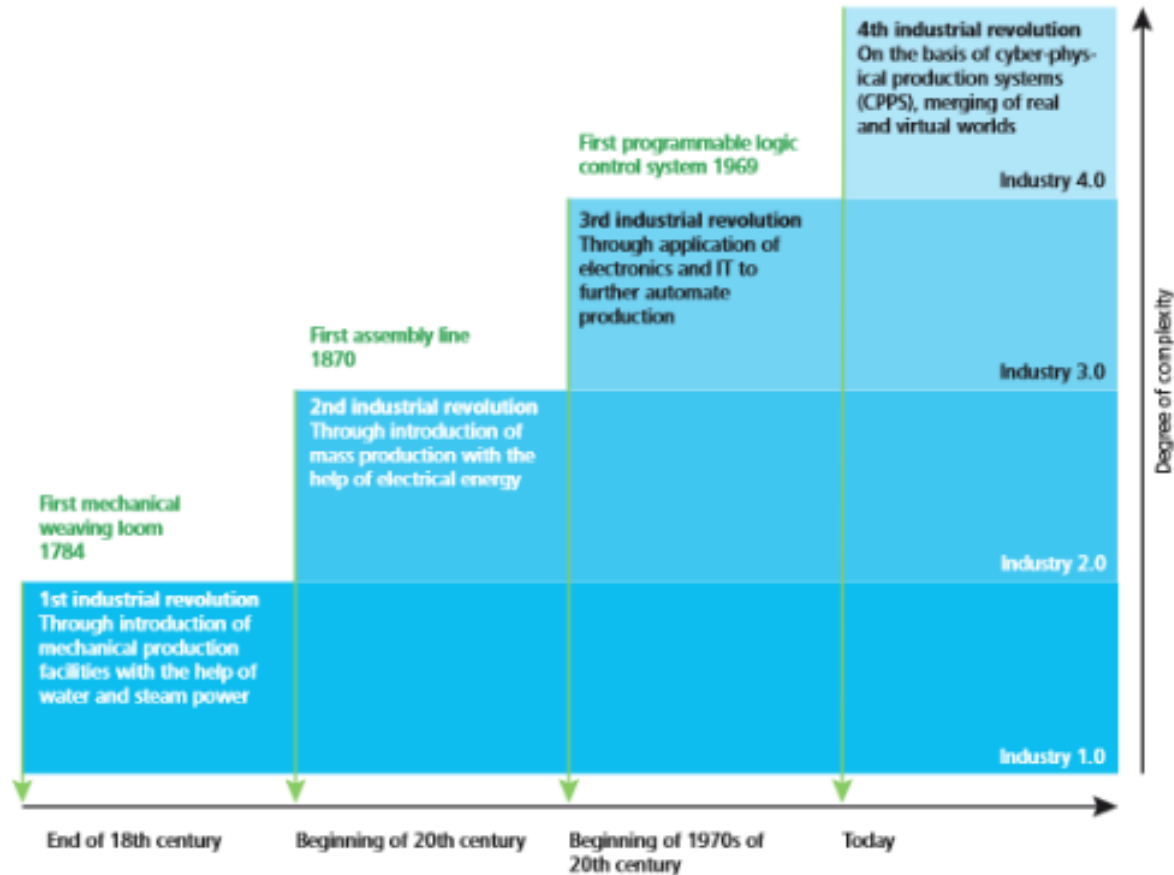 4th industrial revolution
On the basis of cyber-phys-
ical production systems
(CPPS), merging of real
and virtual worlds
Industry 4.0
First programmable logic
control system 1969
3rd industrial revolution
Through application of
electronics and IT to
further automate
production
Industry 3.0
First assembly line
1870
2nd industrial revolution
Through introduction of
mass production with the
help of electrical energy
Industry 2.0
First mechanical
weaving loom
1784
1st industrial revolution
Through introduction of
mechanical production
facilities with the help of
water and steam power
Industry 1.0
Degree of complexity
End of 18th century
Beginning of 20th century
Beginning of 1970s of
20th century
Today